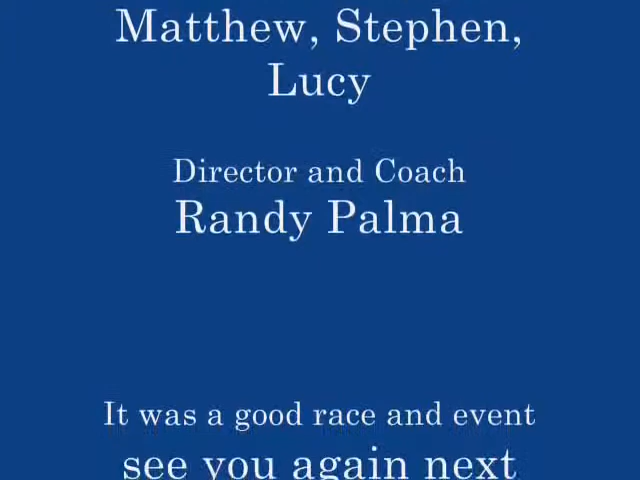 Matthew, Stephen,
Lucy
Director and Coach
Randy Palma
It was a good race and event
see you again next